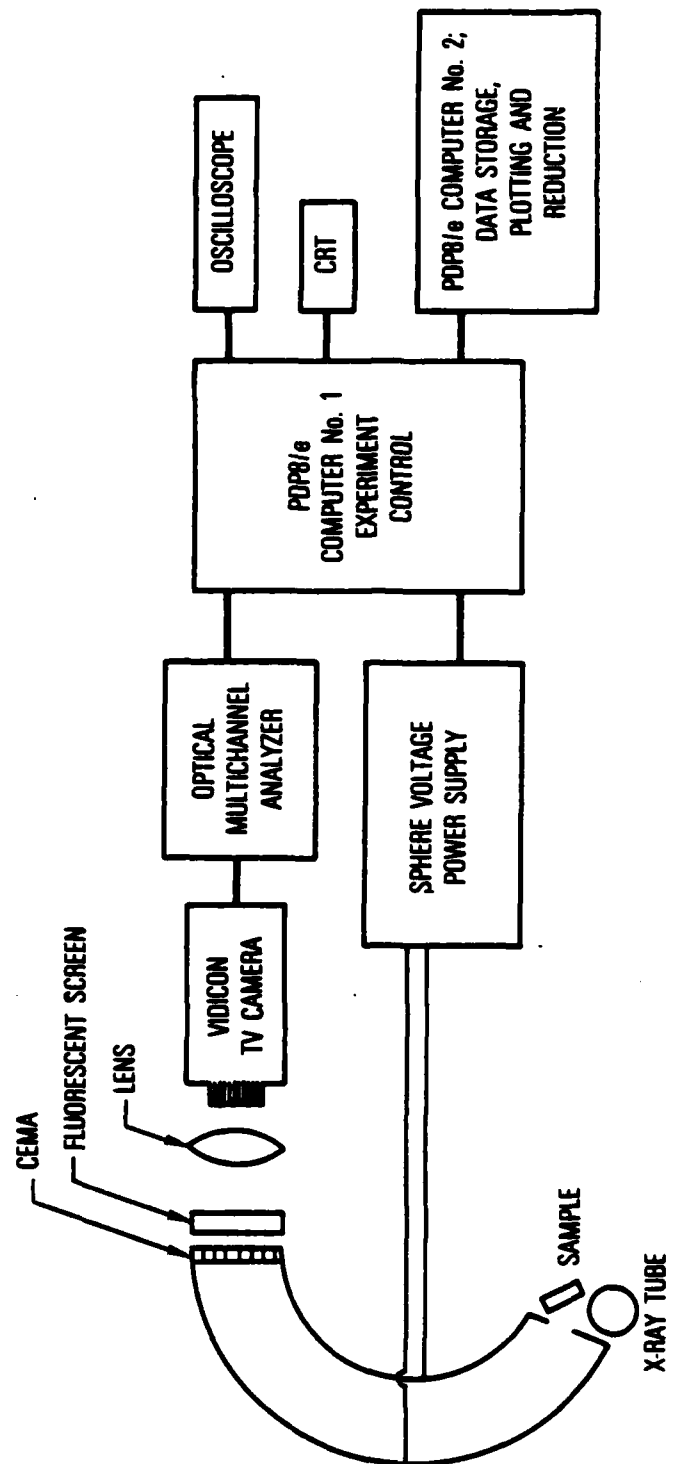 CEMA
FLUORESCENT SCREEN
LENS
VIDICON
TV CAMERA
OPTICAL
MULTICHANNEL
ANALYZER
PDP8/e
COMPUTER No. 1
EXPERIMENT
CONTROL
OSCILLOSCOPE
CRT
PDP8/e COMPUTER No. 2;
DATA STORAGE,
PLOTTING AND
REDUCTION
SPHERE VOLTAGE
POWER SUPPLY
SAMPLE
X-RAY TUBE